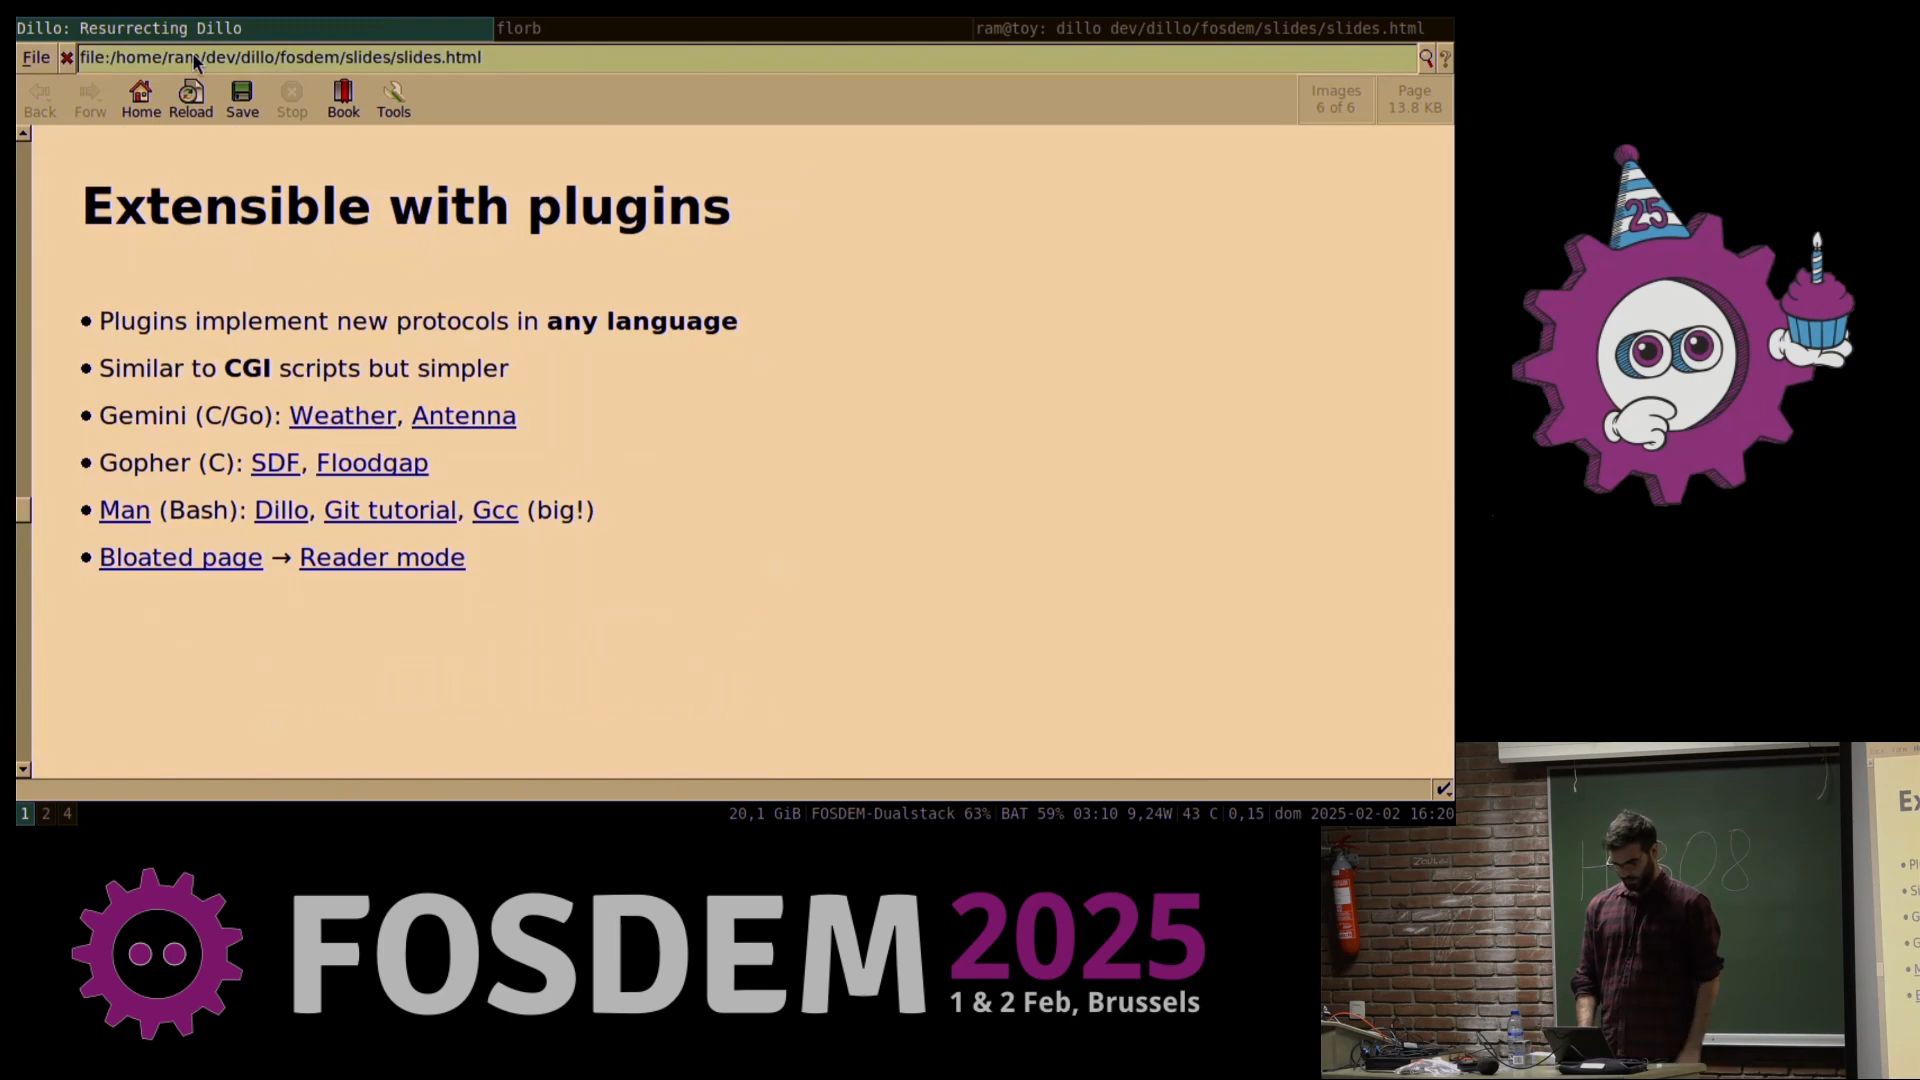 Dillo: Resurrecting Dillo
florb
ram@toy: dillo dev/dillo/fosdem/slides/slides.html
File
file:/home/ram/dev/dillo/fosdem/slides/slides.html
?
Back
Forw
Home
Reload
Save
Stop
Book
Tools
Images
6 of 6
Page
13.8 KB
Extensible with plugins
• Plugins implement new protocols in any language
• Similar to CGI scripts but simpler
• Gemini (C/Go): Weather, Antenna
• Gopher (C): SDF, Floodgap
• Man (Bash): Dillo, Git tutorial, Gcc (big!)
• Bloated page → Reader mode
1 2 4
20,1 GiB FOSDEM-Dualstack 63% BAT 59% 03:10 9,24W 43 C 0,15 dom 2025-02-02 16:20
25
FOSDEM 2025
1 & 2 Feb, Brussels